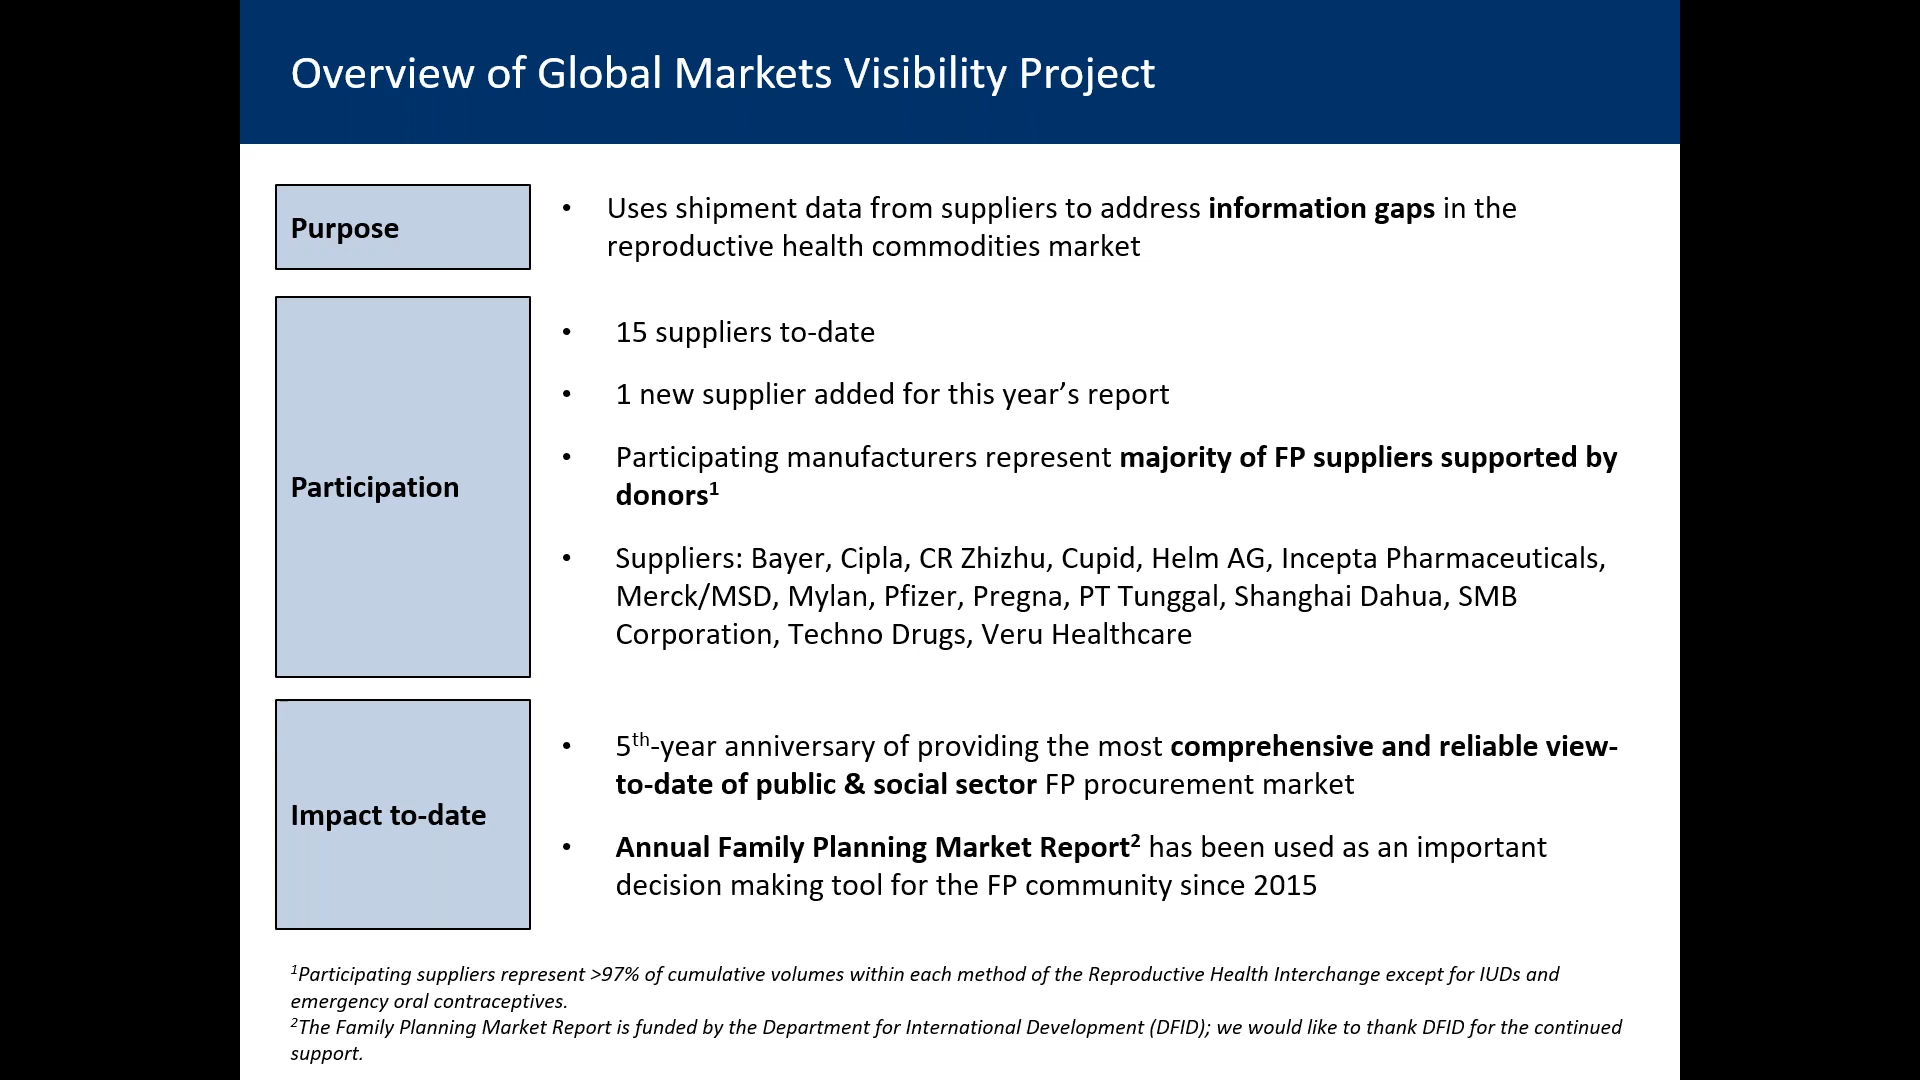 Overview of Global Markets Visibility Project
Purpose
• Uses shipment data from suppliers to address information gaps in the
reproductive health commodities market
Participation
• 15 suppliers to-date
• 1 new supplier added for this year’s report
• Participating manufacturers represent majority of FP suppliers supported by
donors¹
• Suppliers: Bayer, Cipla, CR Zhizhu, Cupid, Helm AG, Incepta Pharmaceuticals,
Merck/MSD, Mylan, Pfizer, Pregna, PT Tunggal, Shanghai Dahua, SMB
Corporation, Techno Drugs, Veru Healthcare
Impact to-date
• 5th-year anniversary of providing the most comprehensive and reliable view-
to-date of public & social sector FP procurement market
• Annual Family Planning Market Report² has been used as an important
decision making tool for the FP community since 2015
¹Participating suppliers represent >97% of cumulative volumes within each method of the Reproductive Health Interchange except for IUDs and
emergency oral contraceptives.
²The Family Planning Market Report is funded by the Department for International Development (DFID); we would like to thank DFID for the continued
support.